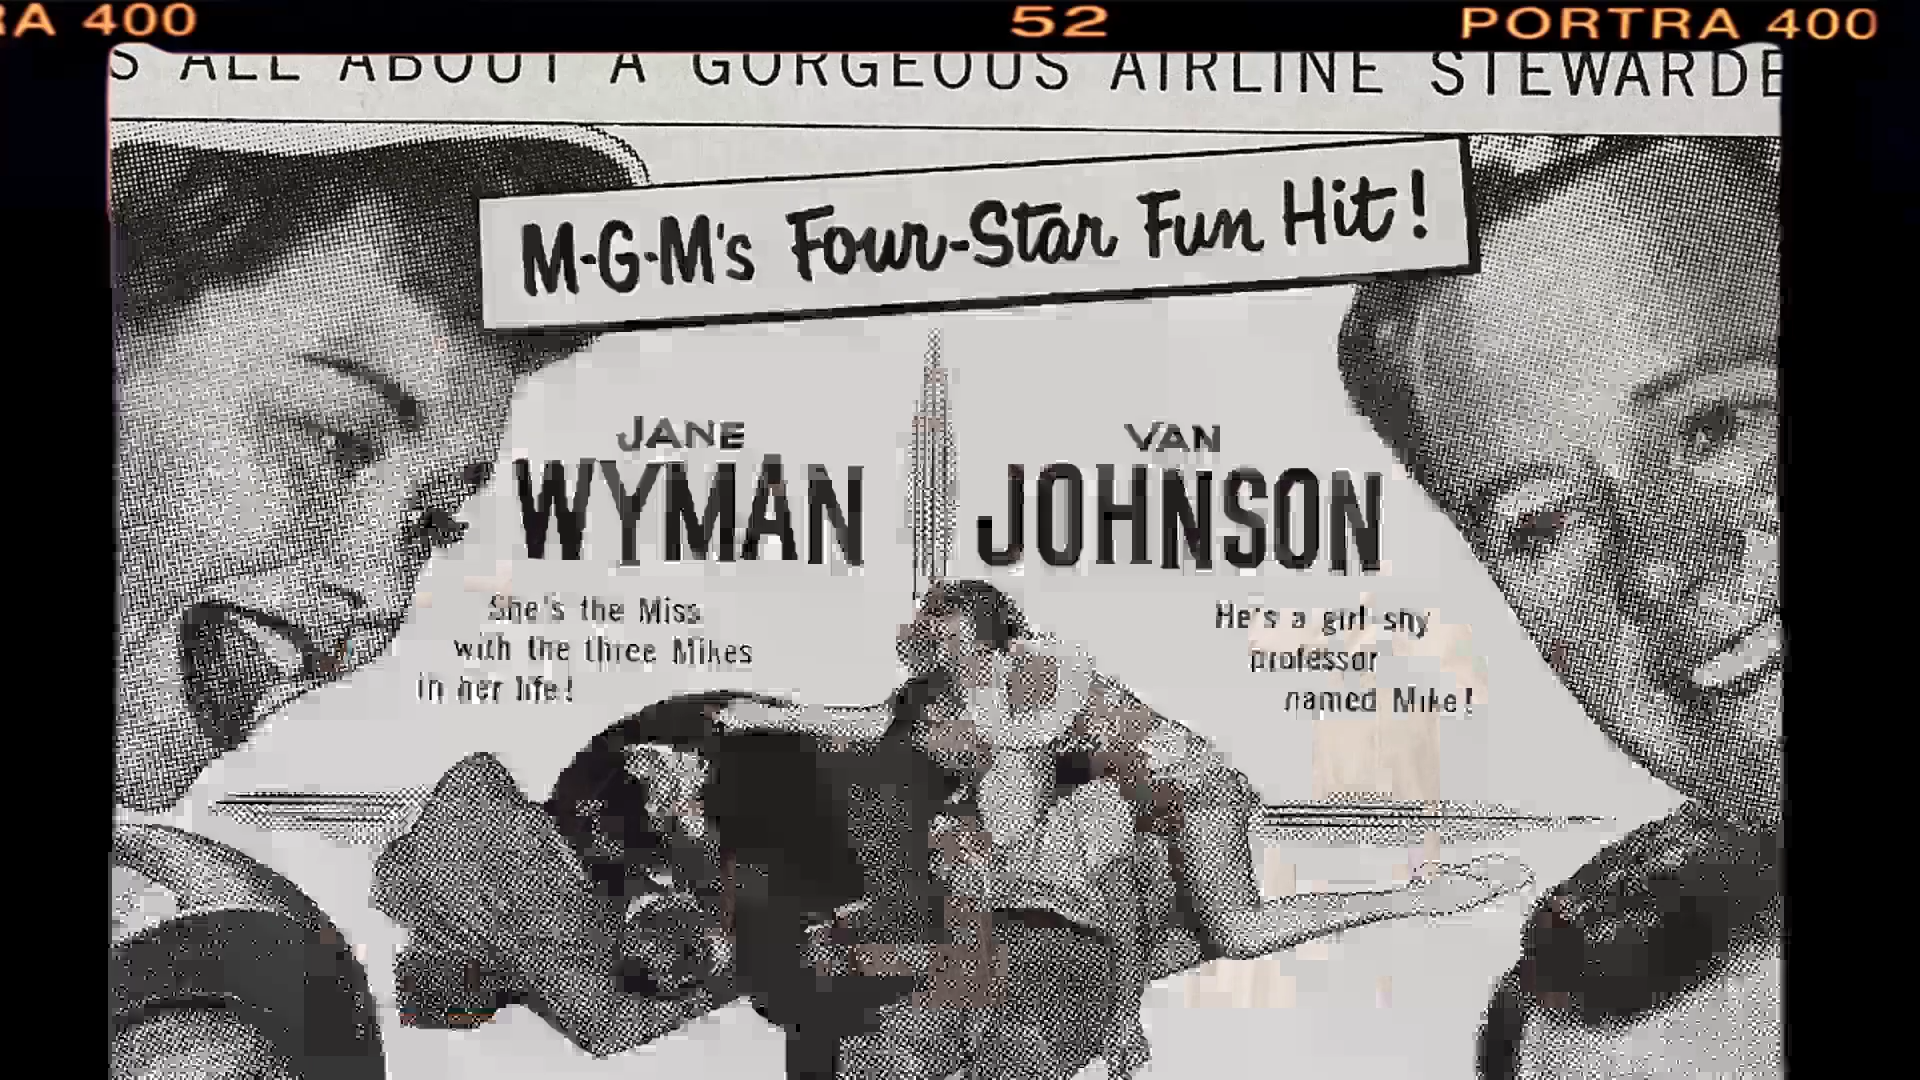 RA 400 52 PORTRA 400
S ALL ABOUT A GORGEOUS AIRLINE STEWARDE
M-G-M's Four-Star Fun Hit!
JANE
WYMAN
She's the Miss
with the three Mikes
in her life!
VAN
JOHNSON
He's a girl shy
professor
named Mike!